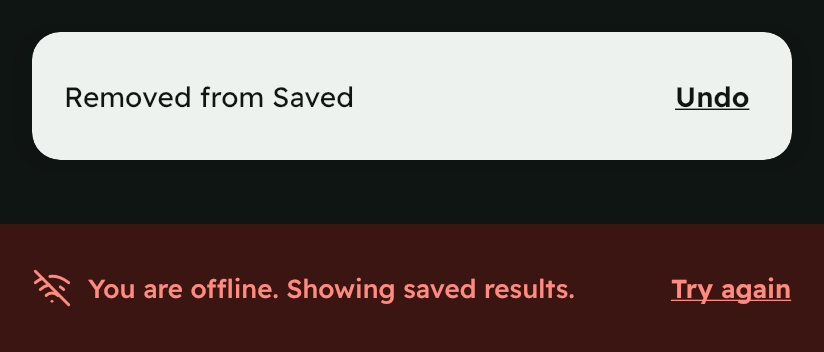 Removed from Saved Undo
You are offline. Showing saved results. Try again